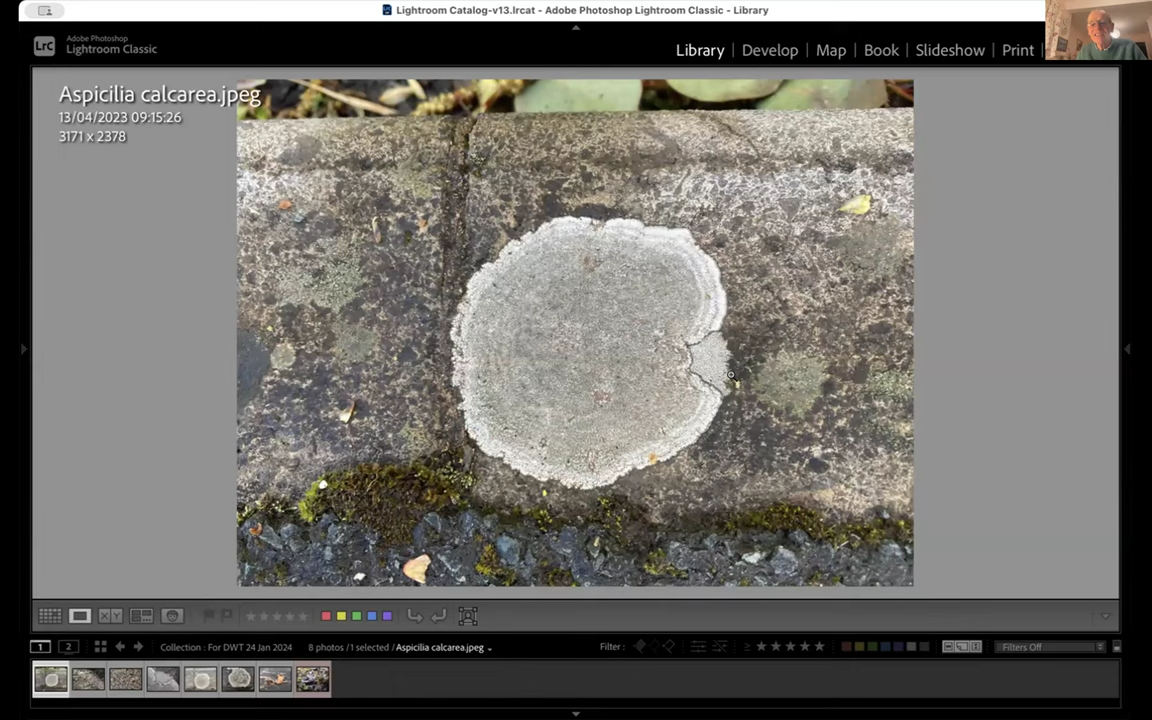 Lightroom Catalog-v13.lrcat - Adobe Photoshop Lightroom Classic - Library
LrC
Adobe Photoshop
Lightroom Classic
Library | Develop | Map | Book | Slideshow | Print |
Aspicilia calcarea.jpeg
13/04/2023 09:15:26
3171 x 2378
XY
1 2 Collection : For DWT 24 Jan 2024 8 photos /1 selected / Aspicilia calcarea.jpeg Filter : ≥ ★★★★★ Filters Off